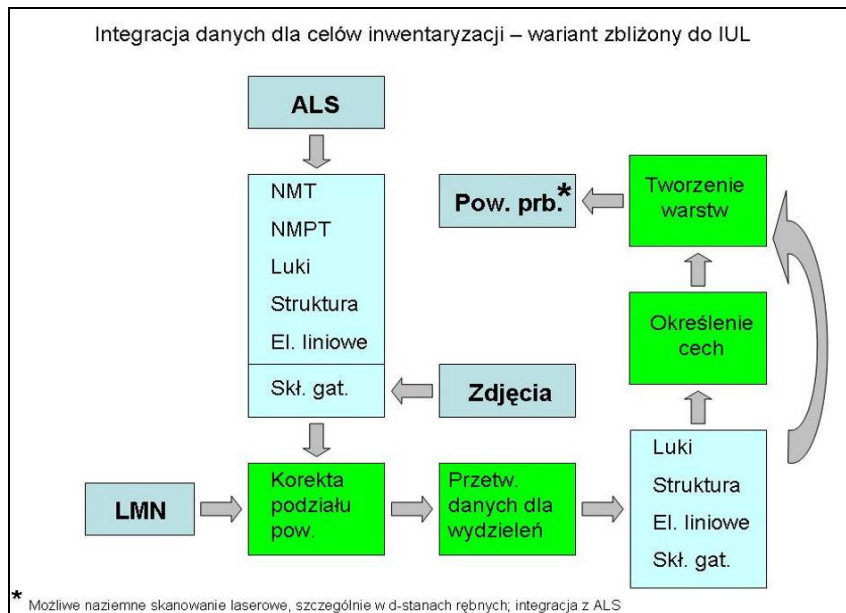 Integracja danych dla celów inwentaryzacji – wariant zbliżony do IUL
ALS
NMT
NMPT
Luki
Struktura
El. liniowe
Skł. gat.
Zdjęcia
LMN
Korekta
podziału
pow.
Przetw.
danych dla
wydzieleń
Luki
Struktura
El. liniowe
Skł. gat.
Określenie
cech
Tworzenie
warstw
Pow. prb.*
* Możliwe naziemne skanowanie laserowe, szczególnie w d-stanach rębnych; integracja z ALS